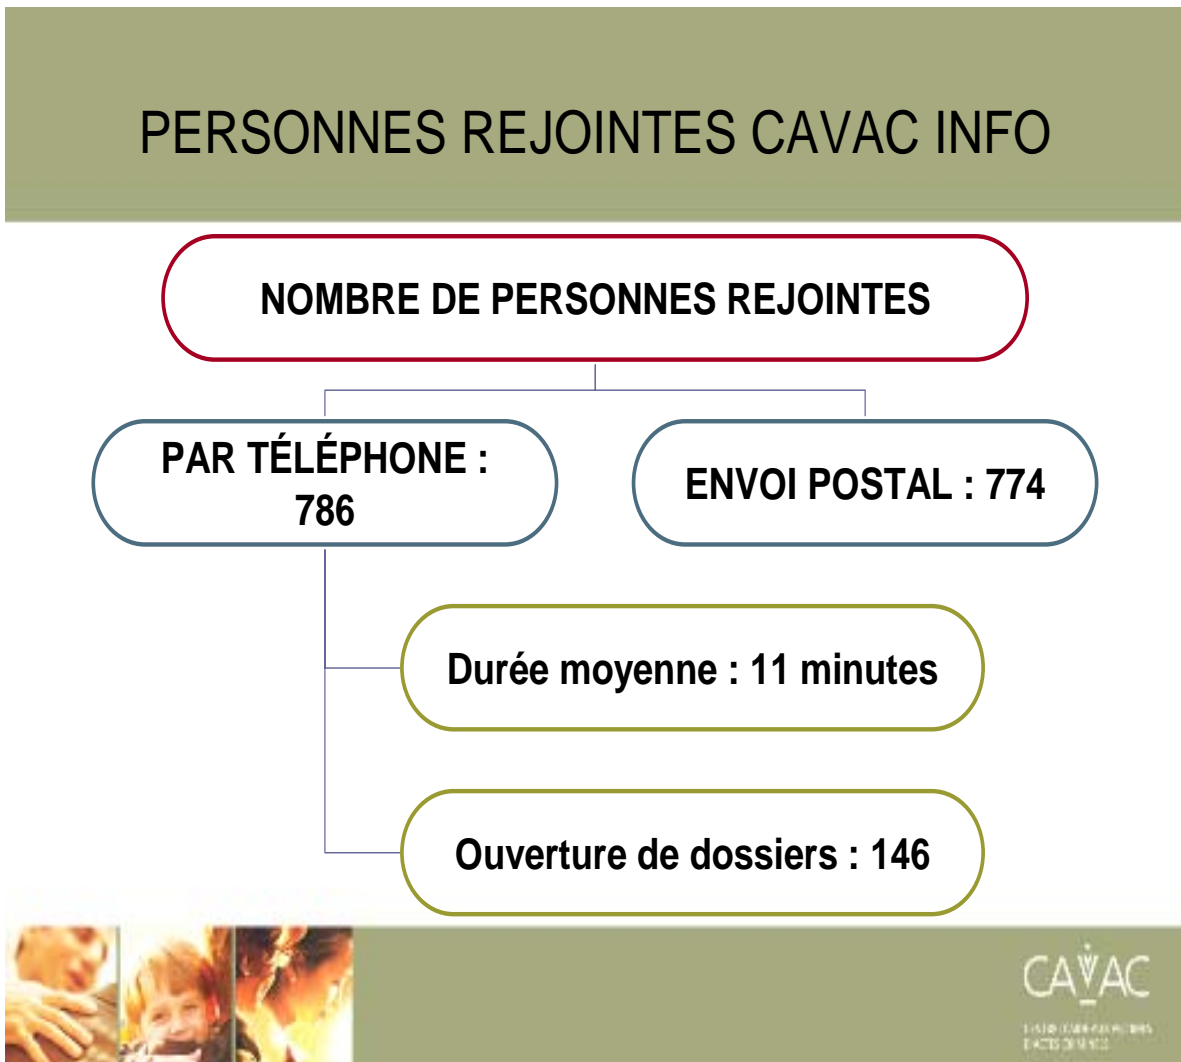 PERSONNES REJOINTES CAVAC INFO
NOMBRE DE PERSONNES REJOINTES
PAR TÉLÉPHONE :
786
ENVOI POSTAL : 774
Durée moyenne : 11 minutes
Ouverture de dossiers : 146
CAVAC